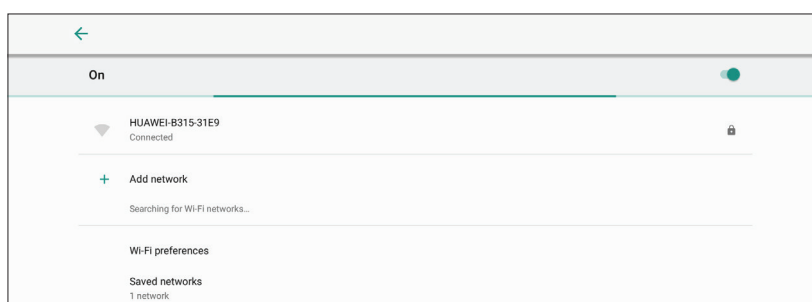 On
HUAWEI-B315-31E9
Connected
Add network
Searching for Wi-Fi networks…
Wi-Fi preferences
Saved networks
1 network